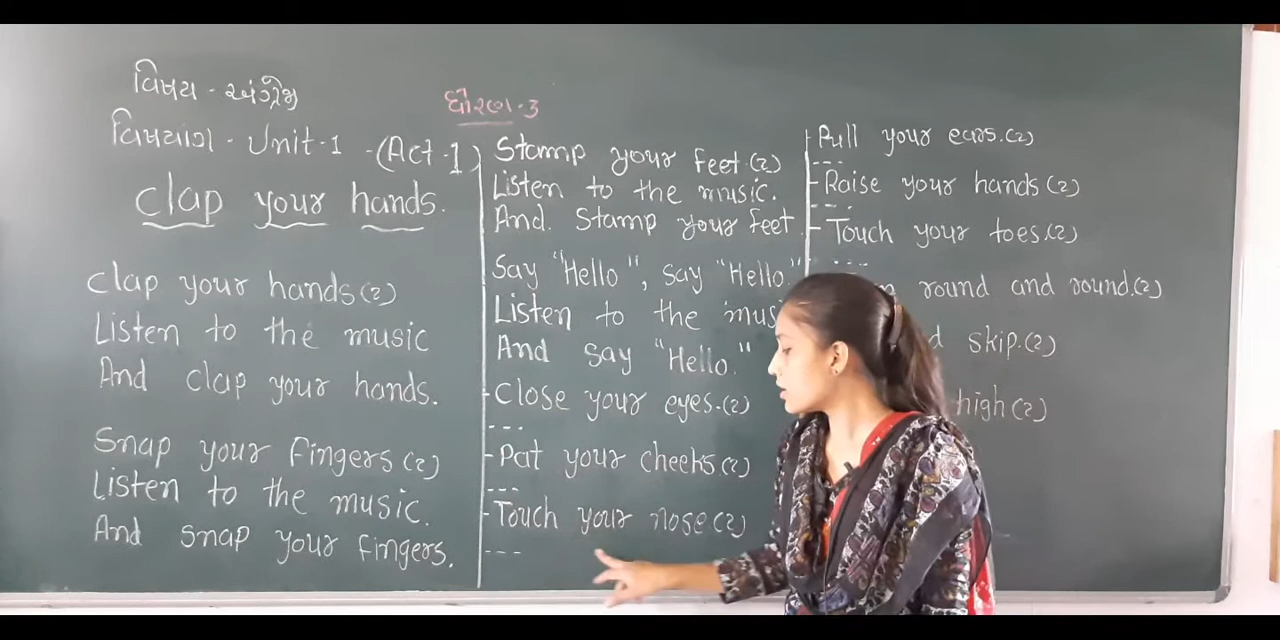 વિષય - અંગ્રેજી
ધોરણ - 3
વિષયાંગ - Unit-1 - (Act-1)
clap your hands.
clap your hands (2)
Listen to the music
And clap your hands.
Snap your fingers (2)
Listen to the music.
And snap your fingers.
Stamp your feet. (2)
Listen to the music.
And. Stamp your feet.
Say "Hello", say "Hello."
Listen to the
And say "Hello."
- Close your eyes. (2)
---
- Pat your cheeks (2)
---
- Touch your nose (2)
---
- Pull your ears. (2)
---
- Raise your hands (2)
---
- Touch your toes. (2)
---
round and round. (2)
skip. (2)
high (2)